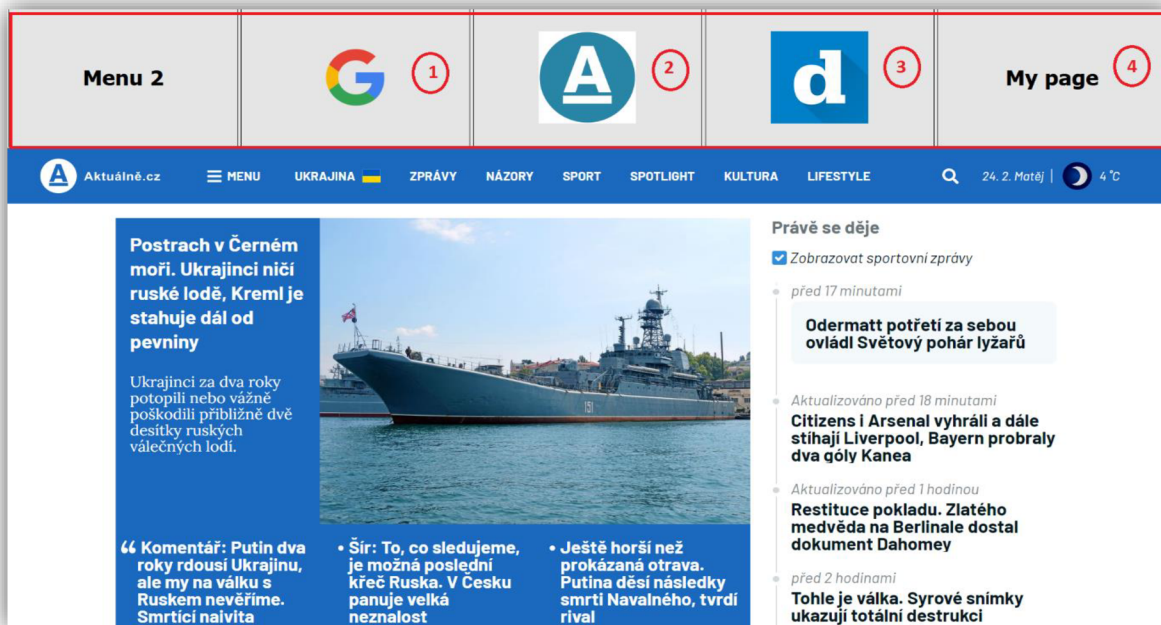 Menu 2
G
1
A
2
d
3
My page
4
A Aktuálně.cz
MENU
UKRAJINA
ZPRÁVY
NÁZORY
SPORT
SPOTLIGHT
KULTURA
LIFESTYLE
24. 2. Matěj |
4 °C
Postrach v Černém
moři. Ukrajinci ničí
ruské lodě, Kreml je
stahuje dál od
pevniny
Ukrajinci za dva roky
potopili nebo vážně
poškodili přibližně dvě
desítky ruských
válečných lodí.
151
“ Komentář: Putin dva
roky rdousí Ukrajinu,
ale my na válku s
Ruskem nevěříme.
Smrtící naivita
• Šír: To, co sledujeme,
je možná poslední
křeč Ruska. V Česku
panuje velká
neznalost
• Ještě horší než
prokázaná otrava.
Putina děsí následky
smrti Navalného, tvrdí
rival
Právě se děje
Zobrazovat sportovní zprávy
před 17 minutami
Odermatt potřetí za sebou
ovládl Světový pohár lyžařů
Aktualizováno před 18 minutami
Citizens i Arsenal vyhráli a dále
stíhají Liverpool, Bayern probraly
dva góly Kanea
Aktualizováno před 1 hodinou
Restituce pokladu. Zlatého
medvěda na Berlinale dostal
dokument Dahomey
před 2 hodinami
Tohle je válka. Syrové snímky
ukazují totální destrukci